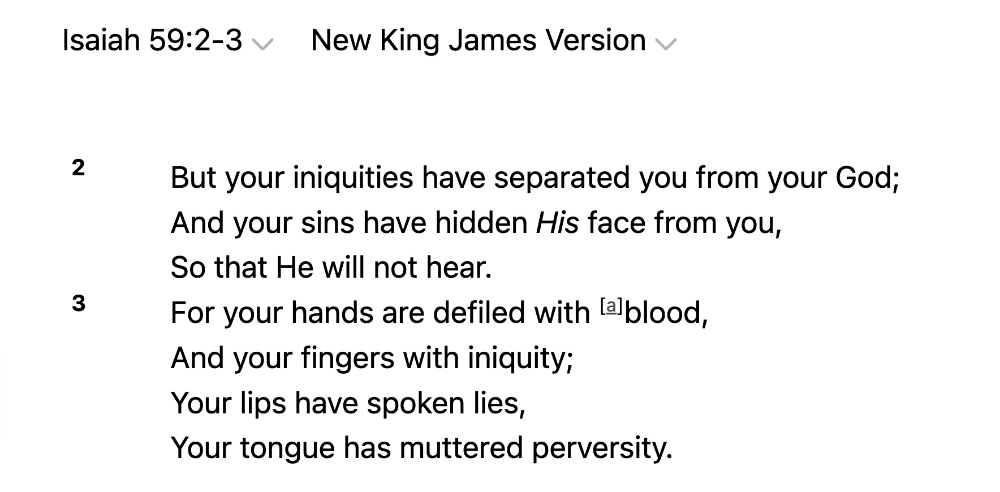 Isaiah 59:2-3 New King James Version
2 But your iniquities have separated you from your God;
And your sins have hidden His face from you,
So that He will not hear.
3 For your hands are defiled with [a]blood,
And your fingers with iniquity;
Your lips have spoken lies,
Your tongue has muttered perversity.